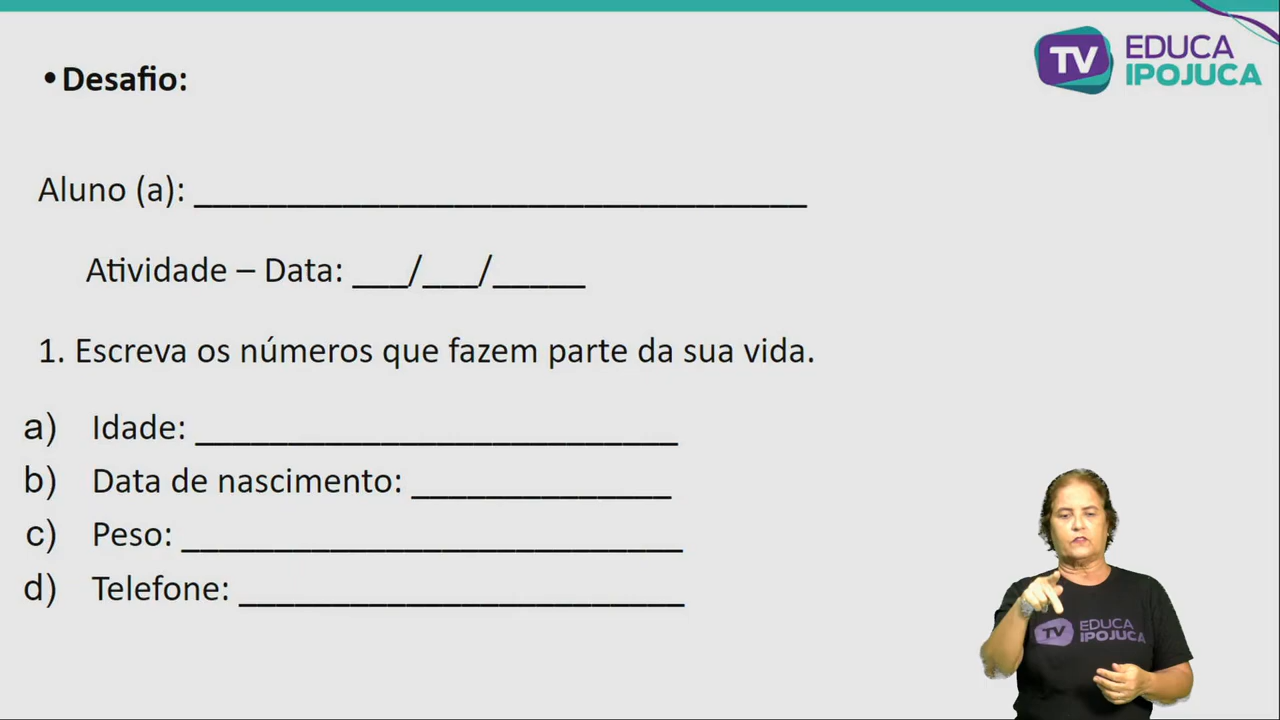 • Desafio:
TV EDUCA
IPOJUCA
Aluno (a): _________________________________
Atividade – Data: ___/___/_____
1. Escreva os números que fazem parte da sua vida.
a) Idade: __________________________
b) Data de nascimento: ______________
c) Peso: ___________________________
d) Telefone: ________________________
TV EDUCA
IPOJUCA